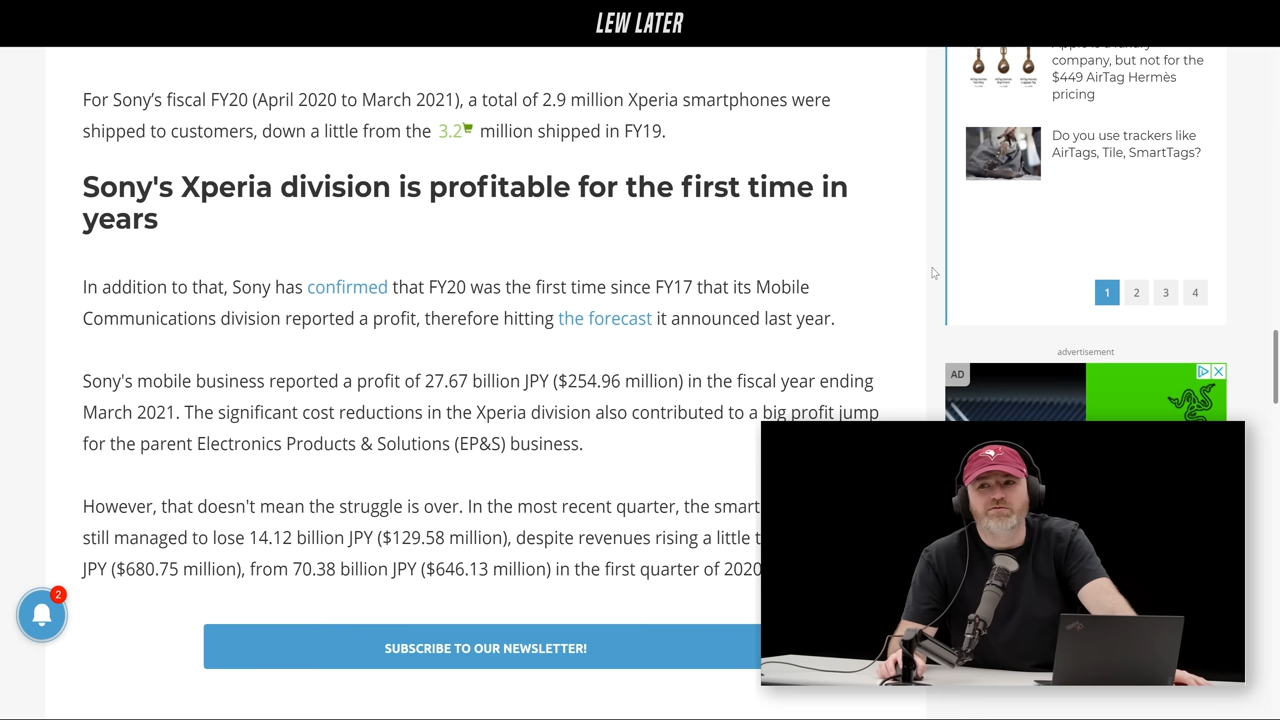 LEW LATER
For Sony's fiscal FY20 (April 2020 to March 2021), a total of 2.9 million Xperia smartphones were
shipped to customers, down a little from the 3.2 million shipped in FY19.
Sony's Xperia division is profitable for the first time in
years
In addition to that, Sony has confirmed that FY20 was the first time since FY17 that its Mobile
Communications division reported a profit, therefore hitting the forecast it announced last year.
Sony's mobile business reported a profit of 27.67 billion JPY ($254.96 million) in the fiscal year ending
March 2021. The significant cost reductions in the Xperia division also contributed to a big profit jump
for the parent Electronics Products & Solutions (EP&S) business.
However, that doesn't mean the struggle is over. In the most recent quarter, the smart
still managed to lose 14.12 billion JPY ($129.58 million), despite revenues rising a little t
JPY ($680.75 million), from 70.38 billion JPY ($646.13 million) in the first quarter of 2020
2
SUBSCRIBE TO OUR NEWSLETTER!
Apple is a luxury
company, but not for the
$449 AirTag Hermès
pricing
Do you use trackers like
AirTags, Tile, SmartTags?
1 2 3 4
advertisement
AD